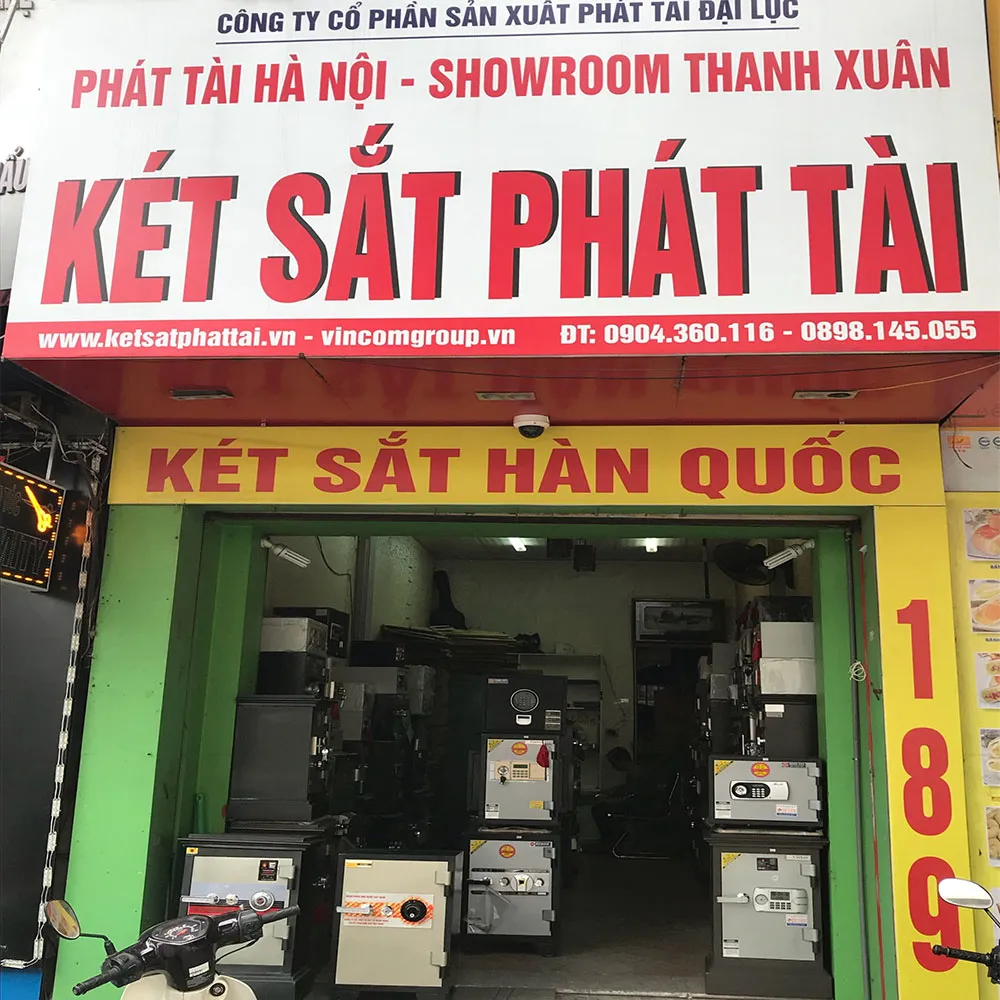 CÔNG TY CỔ PHẦN SẢN XUẤT PHÁT TÀI ĐẠI LỤC
PHÁT TÀI HÀ NỘI - SHOWROOM THANH XUÂN
KÉT SẮT PHÁT TÀI
www.ketsatphattai.vn - vincomgroup.vn ĐT: 0904.360.116 - 0898.145.055
KÉT SẮT HÀN QUỐC
189